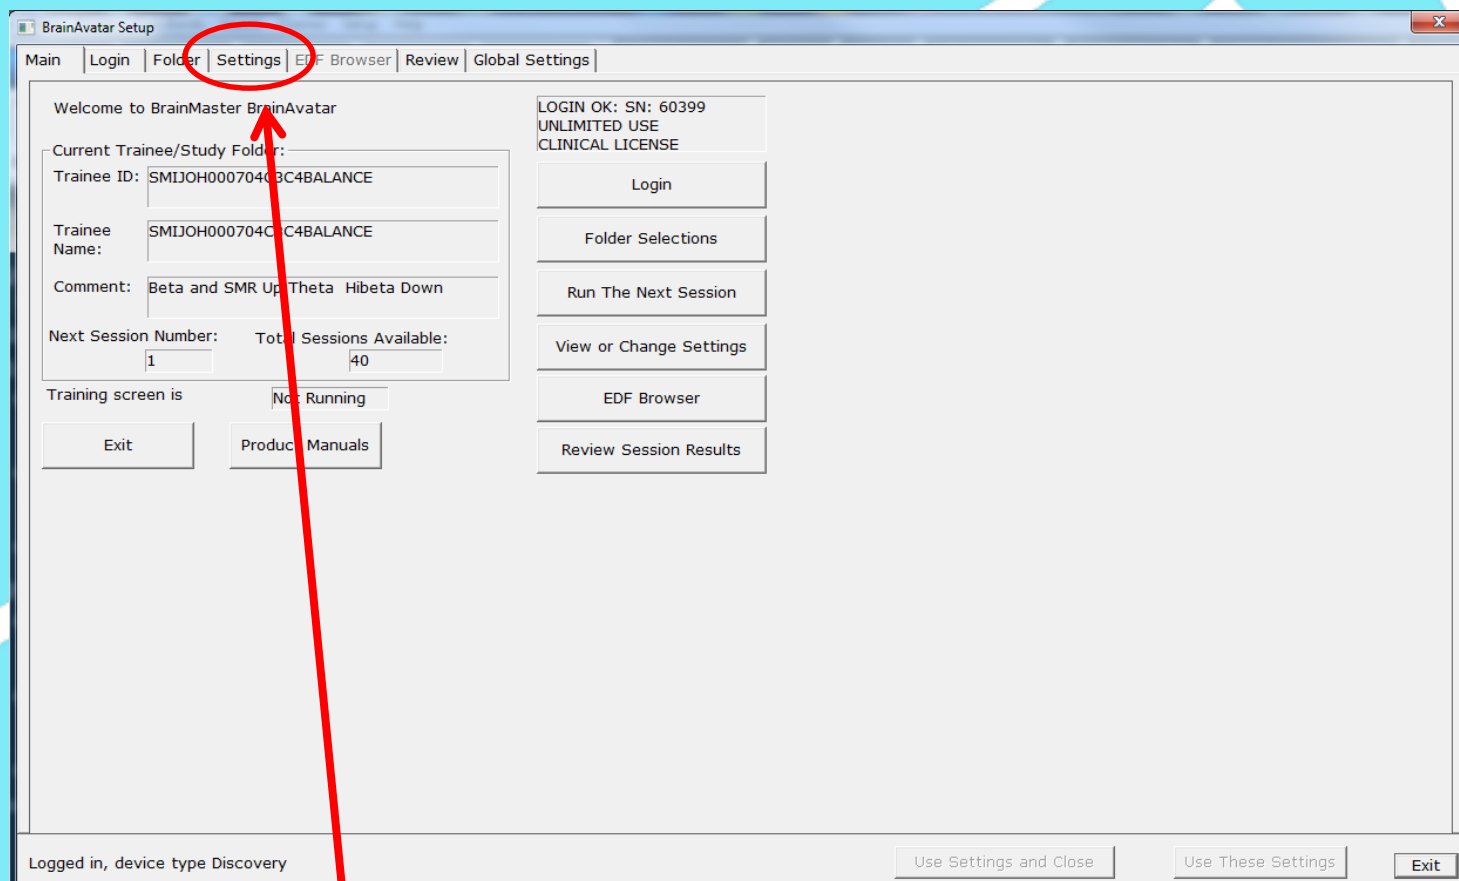 BrainAvatar Setup
Main Login Folder Settings EDF Browser Review Global Settings
Welcome to BrainMaster BrainAvatar
Current Trainee/Study Folder:
Trainee ID: SMIJOH000704C3C4BALANCE
Trainee Name: SMIJOH000704C3C4BALANCE
Comment: Beta and SMR Up Theta Hibeta Down
Next Session Number: Total Sessions Available:
1 40
Training screen is Not Running
Exit Product Manuals
LOGIN OK: SN: 60399
UNLIMITED USE
CLINICAL LICENSE
Login
Folder Selections
Run The Next Session
View or Change Settings
EDF Browser
Review Session Results
Logged in, device type Discovery
Use Settings and Close Use These Settings Exit